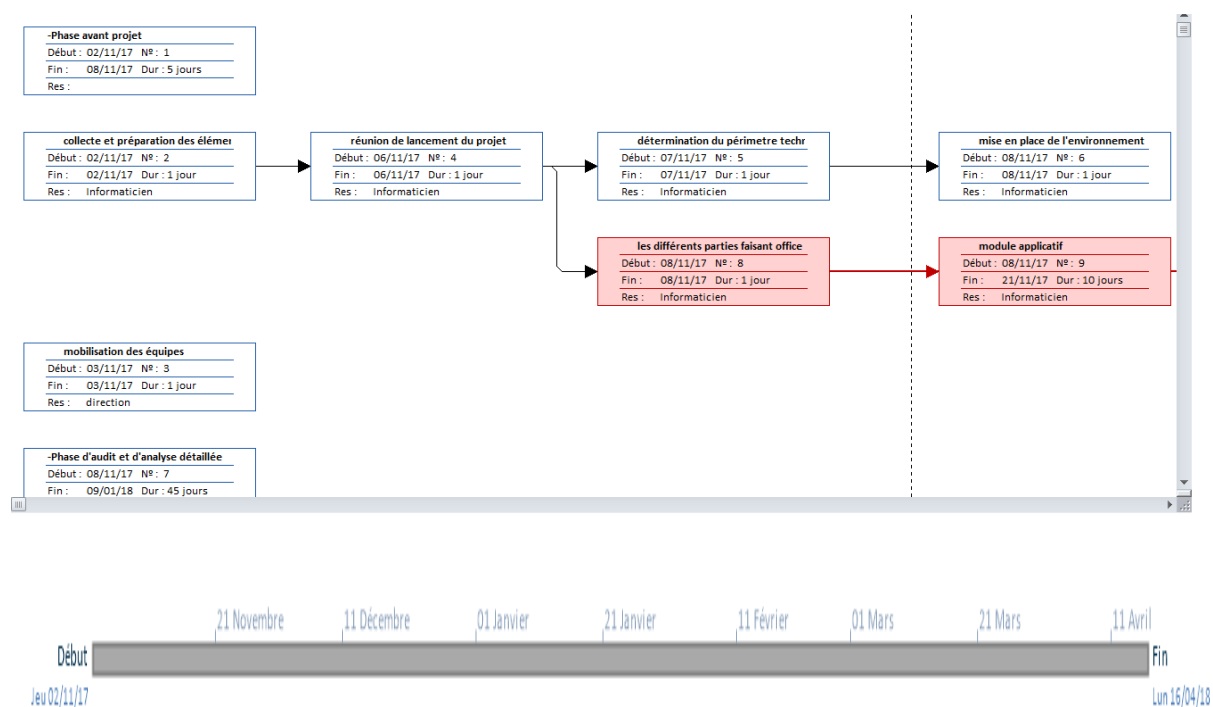 -Phase avant projet
Début : 02/11/17 Nº : 1
Fin : 08/11/17 Dur : 5 jours
Res :
collecte et préparation des élémer
Début : 02/11/17 Nº : 2
Fin : 02/11/17 Dur : 1 jour
Res : Informaticien
réunion de lancement du projet
Début : 06/11/17 Nº : 4
Fin : 06/11/17 Dur : 1 jour
Res : Informaticien
détermination du périmetre techr
Début : 07/11/17 Nº : 5
Fin : 07/11/17 Dur : 1 jour
Res : Informaticien
mise en place de l'environnement
Début : 08/11/17 Nº : 6
Fin : 08/11/17 Dur : 1 jour
Res : Informaticien
les différents parties faisant office
Début : 08/11/17 Nº : 8
Fin : 08/11/17 Dur : 1 jour
Res : Informaticien
module applicatif
Début : 08/11/17 Nº : 9
Fin : 21/11/17 Dur : 10 jours
Res : Informaticien
mobilisation des équipes
Début : 03/11/17 Nº : 3
Fin : 03/11/17 Dur : 1 jour
Res : direction
-Phase d'audit et d'analyse détaillée
Début : 08/11/17 Nº : 7
Fin : 09/01/18 Dur : 45 jours
21 Novembre 11 Décembre 01 Janvier 21 Janvier 11 Février 01 Mars 21 Mars 11 Avril
Début Fin
Jeu 02/11/17 Lun 16/04/18